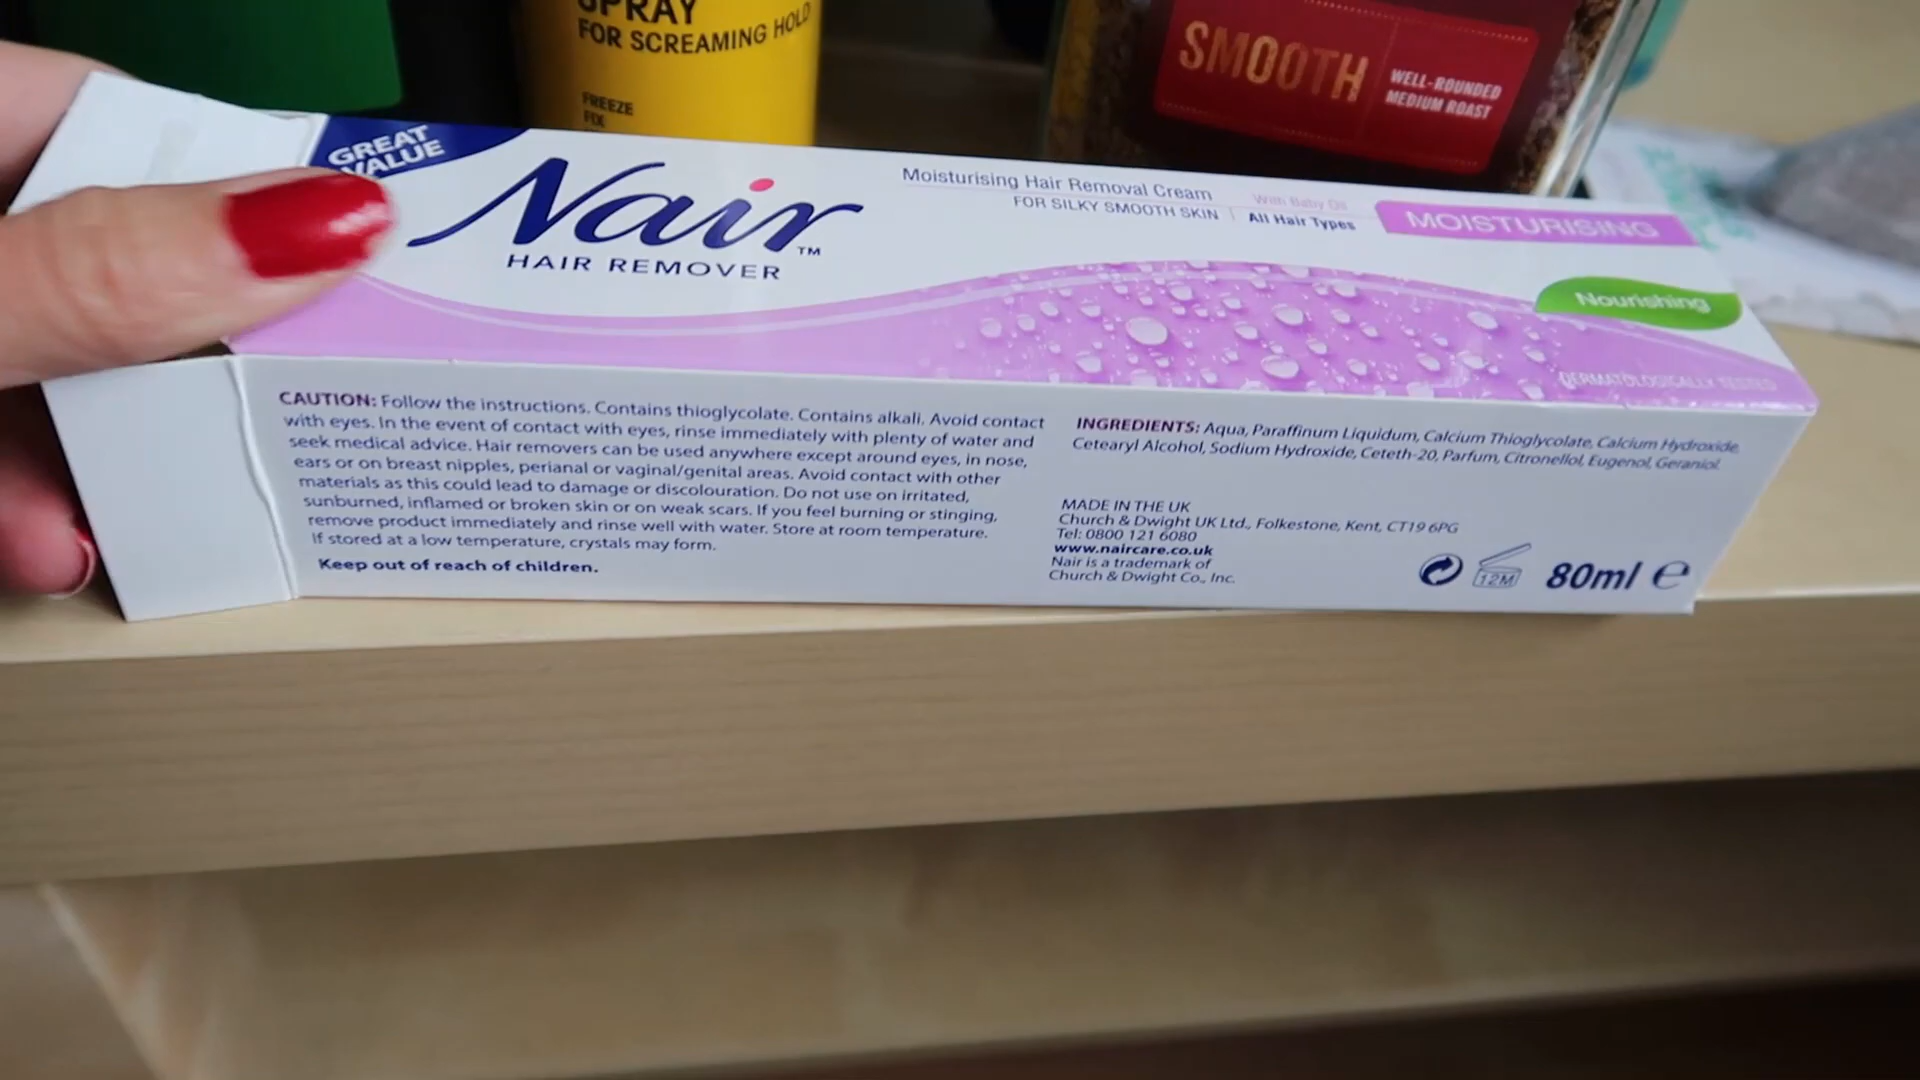 SPRAY
FOR SCREAMING HOLD
FREEZE
FIX
SMOOTH
WELL-ROUNDED
MEDIUM ROAST
GREAT
VALUE
Nair™
HAIR REMOVER
Moisturising Hair Removal Cream
FOR SILKY SMOOTH SKIN
With Baby Oil
All Hair Types
MOISTURISING
Nourishing
DERMATOLOGICALLY TESTED
CAUTION: Follow the instructions. Contains thioglycolate. Contains alkali. Avoid contact
with eyes. In the event of contact with eyes, rinse immediately with plenty of water and
seek medical advice. Hair removers can be used anywhere except around eyes, in nose,
ears or on breast nipples, perianal or vaginal/genital areas. Avoid contact with other
materials as this could lead to damage or discolouration. Do not use on irritated,
sunburned, inflamed or broken skin or on weak scars. If you feel burning or stinging,
remove product immediately and rinse well with water. Store at room temperature.
If stored at a low temperature, crystals may form.
Keep out of reach of children.
INGREDIENTS: Aqua, Paraffinum Liquidum, Calcium Thioglycolate, Calcium Hydroxide,
Cetearyl Alcohol, Sodium Hydroxide, Ceteth-20, Parfum, Citronellol, Eugenol, Geraniol.
MADE IN THE UK
Church & Dwight UK Ltd., Folkestone, Kent, CT19 6PG
Tel: 0800 121 6080
www.naircare.co.uk
Nair is a trademark of
Church & Dwight Co., Inc.
12M
80ml ℮